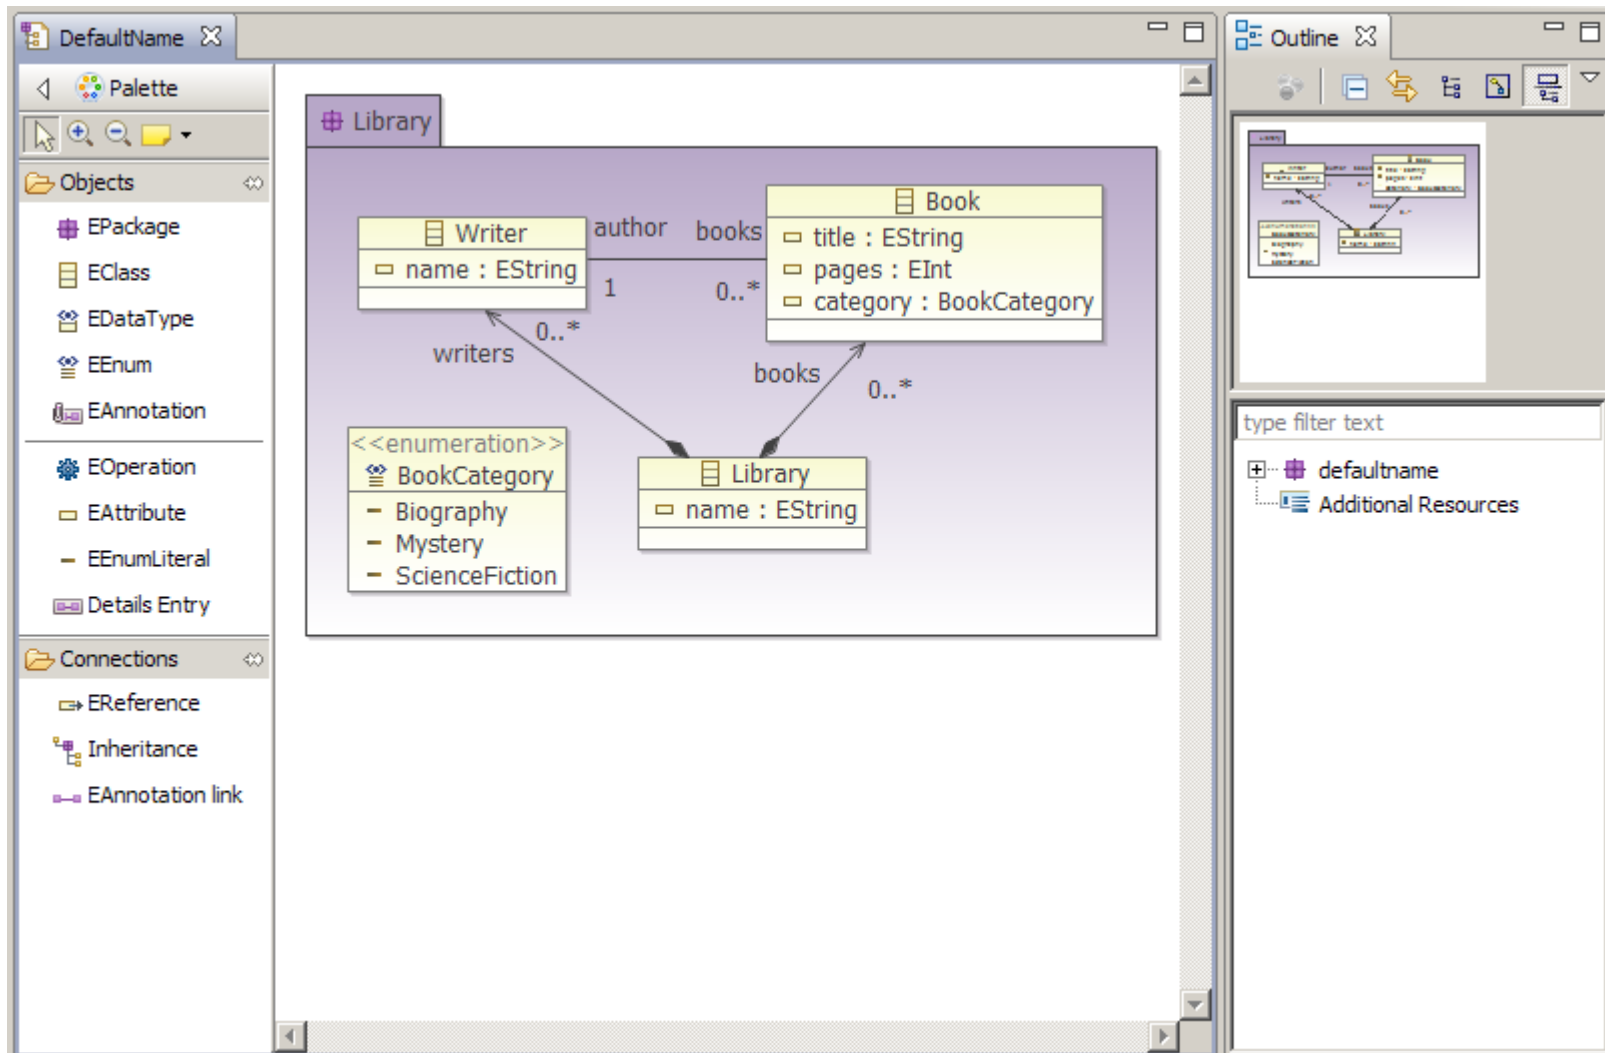 DefaultName
Palette
Objects
EPackage
EClass
EDataType
EEnum
EAnnotation
EOperation
EAttribute
EEnumLiteral
Details Entry
Connections
EReference
Inheritance
EAnnotation link
Library
Writer
name : EString
author
books
1
0..*
Book
title : EString
pages : EInt
category : BookCategory
0..*
writers
books
0..*
<<enumeration>>
BookCategory
Biography
Mystery
ScienceFiction
Library
name : EString
Outline
type filter text
defaultname
Additional Resources